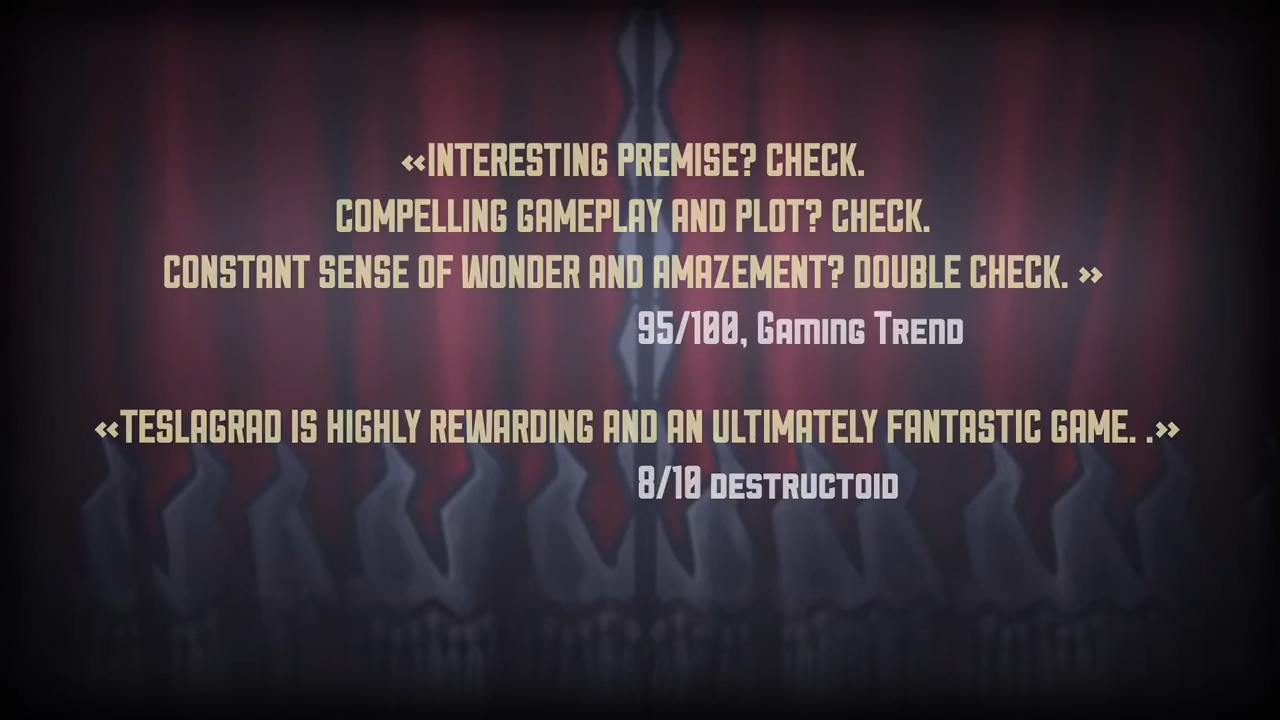 «INTERESTING PREMISE? CHECK.
COMPELLING GAMEPLAY AND PLOT? CHECK.
CONSTANT SENSE OF WONDER AND AMAZEMENT? DOUBLE CHECK. »
95/100, Gaming Trend
«TESLAGRAD IS HIGHLY REWARDING AND AN ULTIMATELY FANTASTIC GAME. .»
8/10 DESTRUCTOID